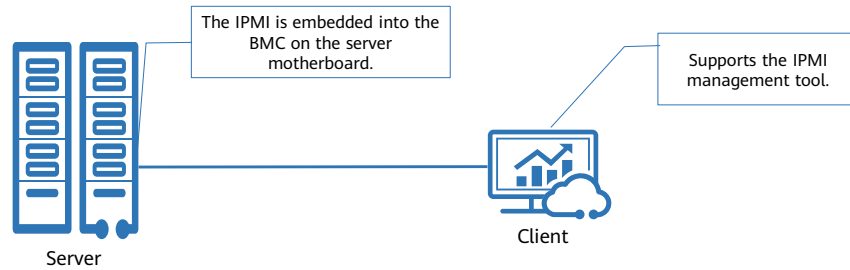 The IPMI is embedded into the
BMC on the server
motherboard.
Supports the IPMI
management tool.
Client
Server